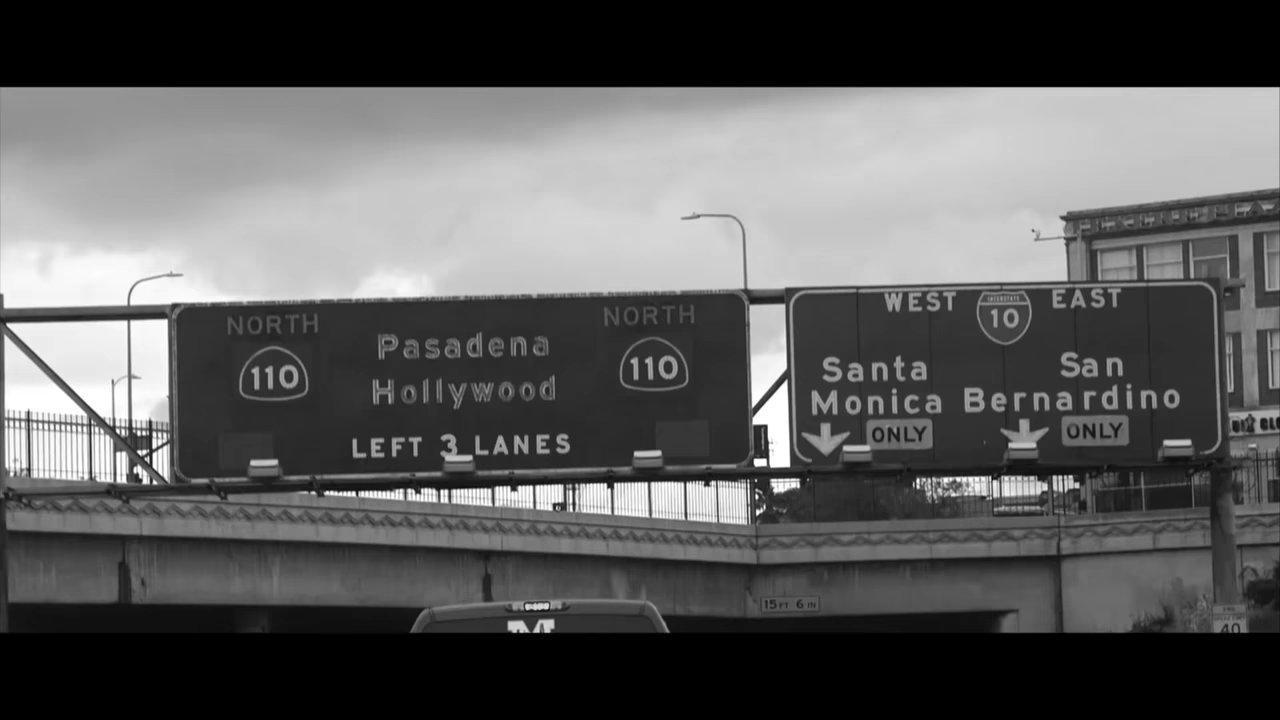 NORTH
110
Pasadena
Hollywood
NORTH
110
LEFT 3 LANES
WEST
INTERSTATE
10
EAST
Santa
Monica
San
Bernardino
ONLY
ONLY
15 FT 6 IN
M
40